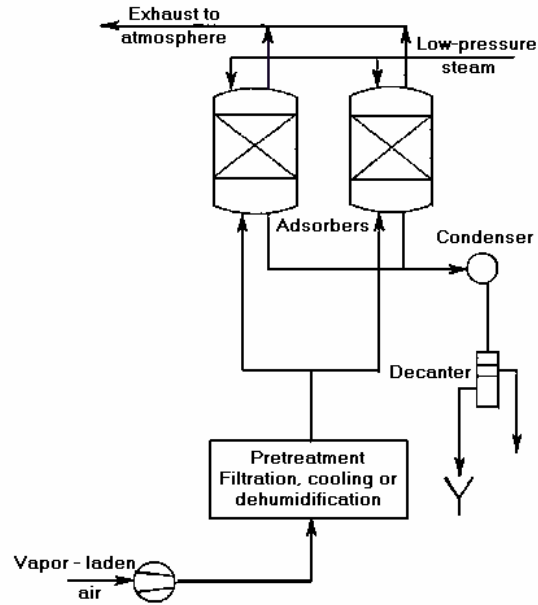 Exhaust to
atmosphere
Low-pressure
steam
Adsorbers
Condenser
Decanter
Pretreatment
Filtration, cooling or
dehumidification
Vapor - laden
air